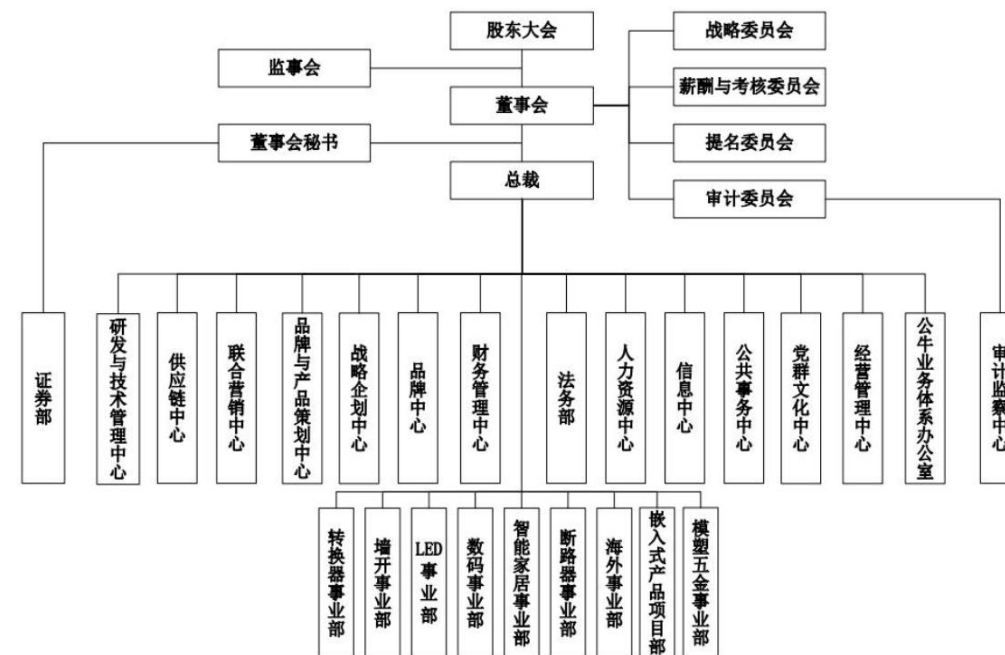 股东大会
战略委员会
监事会
薪酬与考核委员会
董事会
董事会秘书
提名委员会
总裁
审计委员会
证券部
研发与技术管理中心
供应链中心
联合营销中心
品牌与产品策划中心
战略企划中心
品牌中心
财务管理中心
法务部
人力资源中心
信息中心
公共事务中心
党群文化中心
经营管理中心
公牛业务体系办公室
审计监察中心
转换器事业部
墙开事业部
LED事业部
数码事业部
智能家居事业部
断路器事业部
海外事业部
嵌入式产品项目部
模塑五金事业部